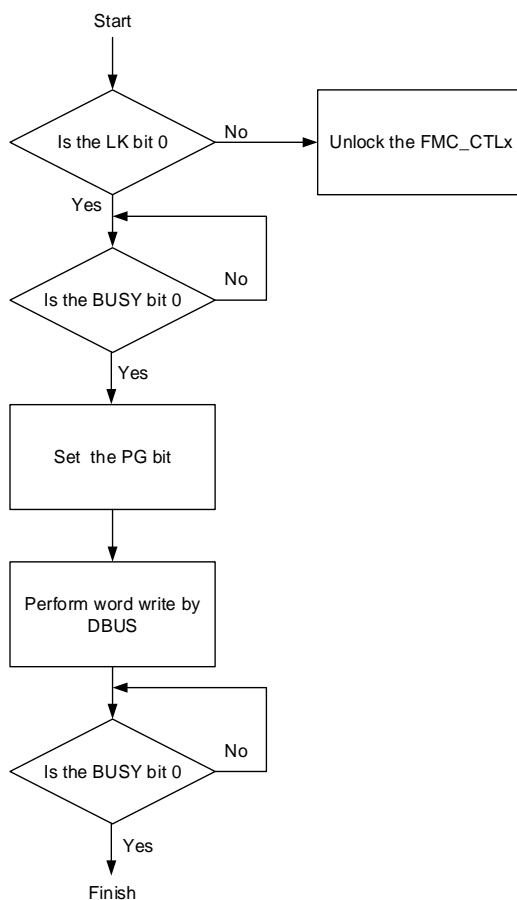 Start
Is the LK bit 0
No
Unlock the FMC_CTLx
Yes
Is the BUSY bit 0
No
Yes
Set the PG bit
Perform word write by
DBUS
Is the BUSY bit 0
No
Yes
Finish